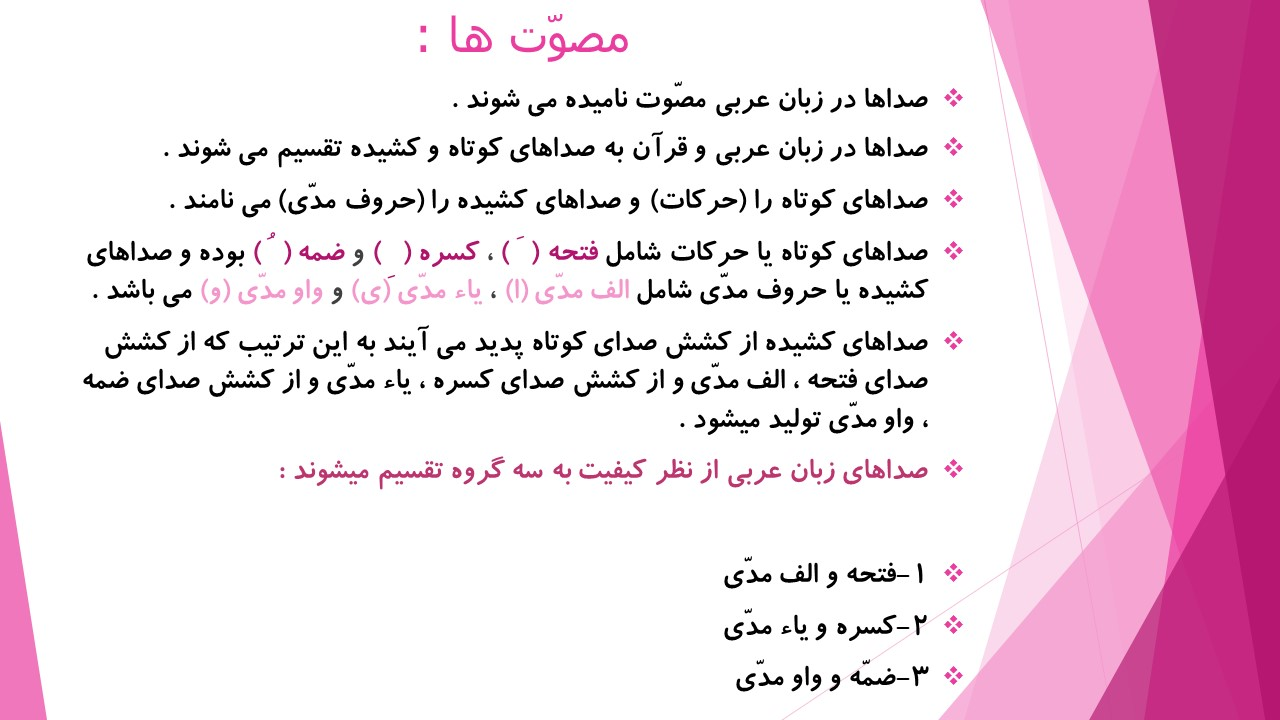 مصوّت ها :
❖ صداها در زبان عربی مصّوت نامیده می شوند .
❖ صداها در زبان عربی و قرآن به صداهای کوتاه و کشیده تقسیم می شوند .
❖ صداهای کوتاه را (حرکات) و صداهای کشیده را (حروف مدّی) می نامند .
❖ صداهای کوتاه یا حرکات شامل فتحه ( َ ) ، کسره ( ) و ضمه ( ُ ) بوده و صداهای
کشیده یا حروف مدّی شامل الف مدّی (ا) ، یاء مدّی (ی) و واو مدّی (و) می باشد .
❖ صداهای کشیده از کشش صدای کوتاه پدید می آیند به این ترتیب که از کشش
صدای فتحه ، الف مدّی و از کشش صدای کسره ، یاء مدّی و از کشش صدای ضمه
، واو مدّی تولید میشود .
❖ صداهای زبان عربی از نظر کیفیت به سه گروه تقسیم میشوند :
❖ ۱-فتحه و الف مدّی
❖ ۲-کسره و یاء مدّی
❖ ۳-ضمّه و واو مدّی